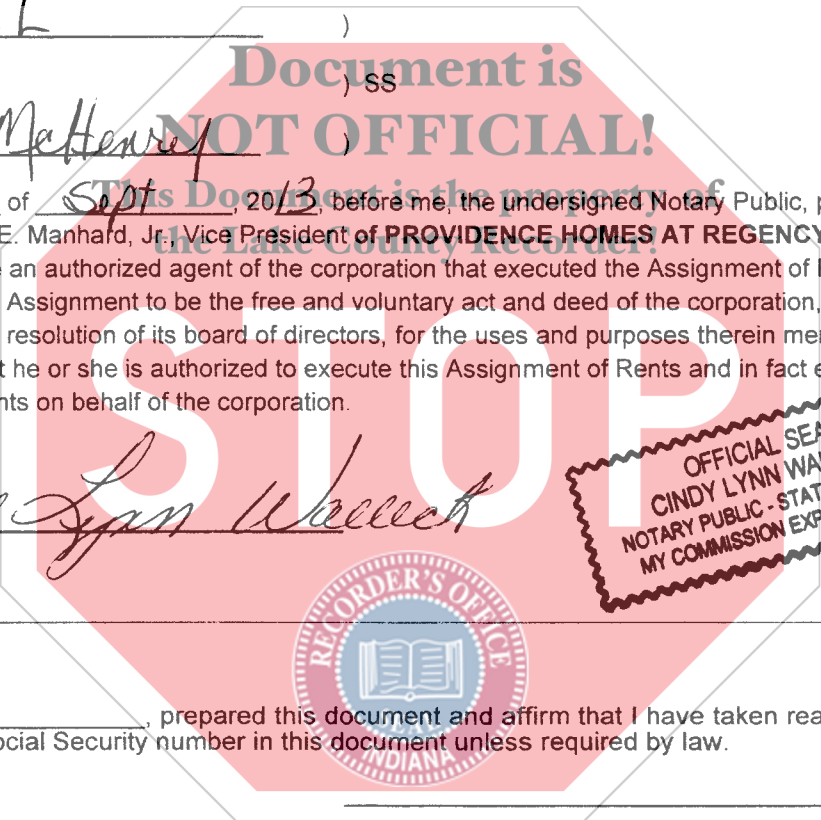 L )
) SS
McHenry )
of Sept, 2013, before me, the undersigned Notary Public, p
E. Manhard, Jr., Vice President of PROVIDENCE HOMES AT REGENCY
e an authorized agent of the corporation that executed the Assignment of
Assignment to be the free and voluntary act and deed of the corporation,
resolution of its board of directors, for the uses and purposes therein mer
t he or she is authorized to execute this Assignment of Rents and in fact e
nts on behalf of the corporation.
Lynn Walleck
OFFICIAL SEA
CINDY LYNN WA
NOTARY PUBLIC - STAT
MY COMMISSION EXP
, prepared this document and affirm that I have taken rea
ocial Security number in this document unless required by law.
Document is
NOT OFFICIAL!
This Document is the property of
the Lake County Recorder!
STOP
RECORDER'S OFFICE
SEAL
INDIANA